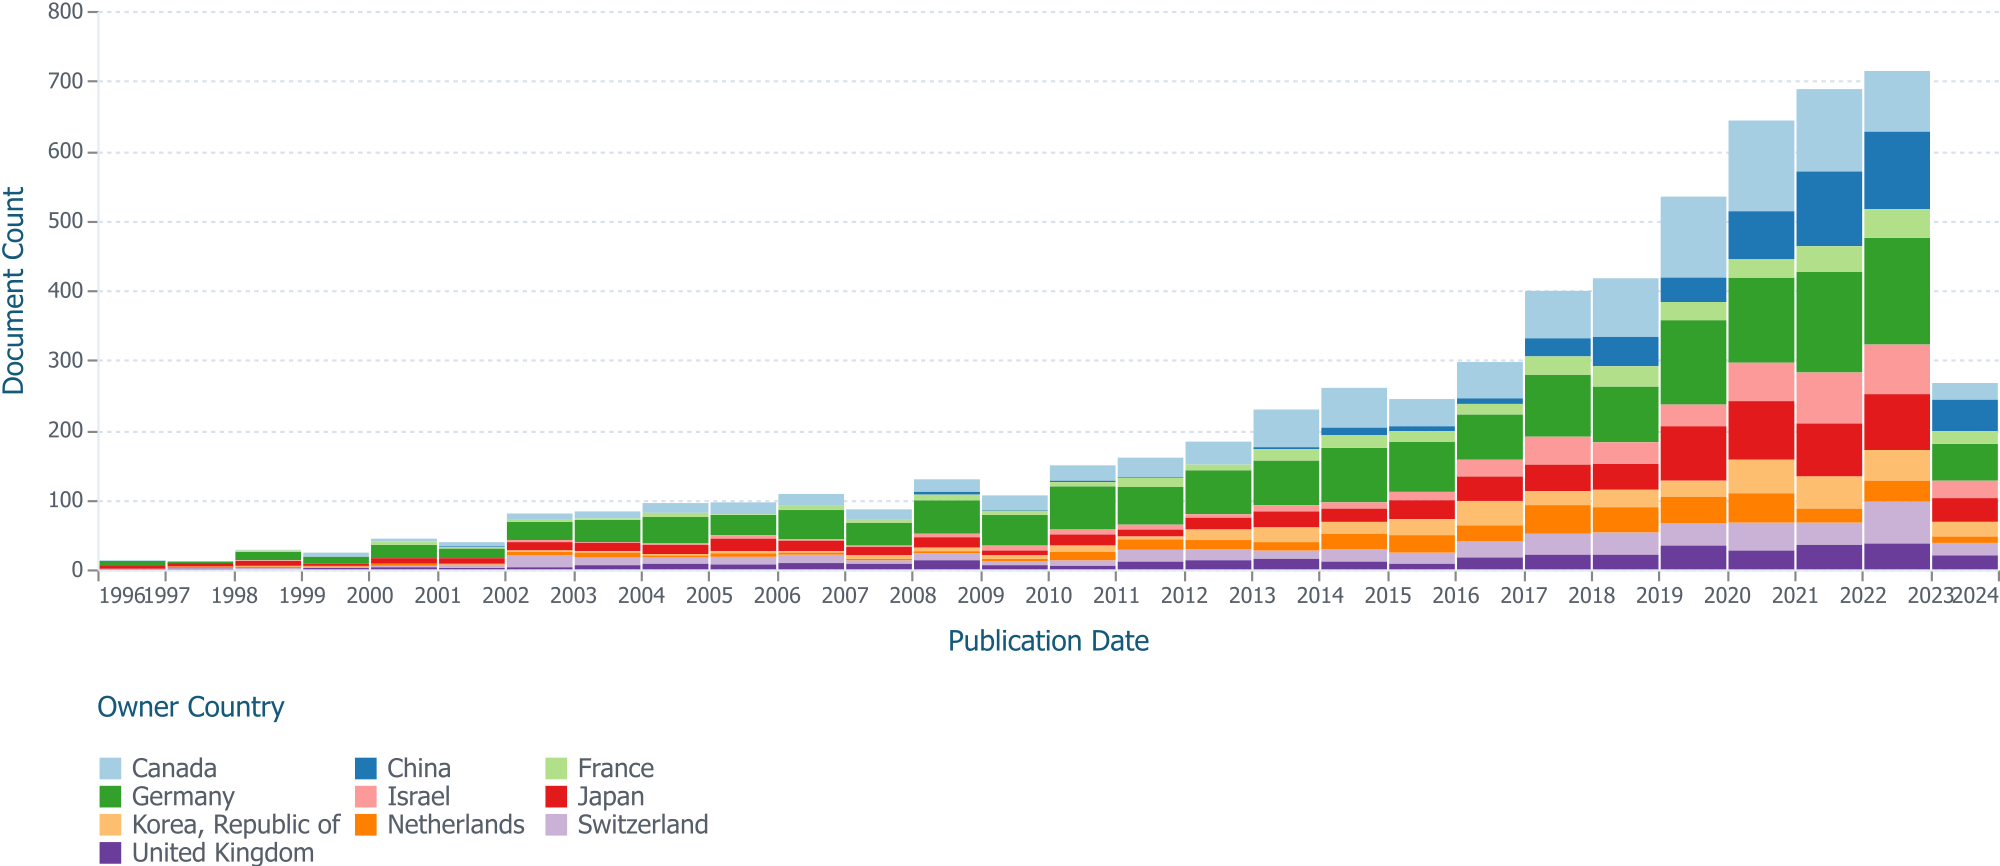 800
700
600
500
400
300
200
100
0
Document Count
1996 1997 1998 1999 2000 2001 2002 2003 2004 2005 2006 2007 2008 2009 2010 2011 2012 2013 2014 2015 2016 2017 2018 2019 2020 2021 2022 2023 2024
Publication Date
Owner Country
Canada China France
Germany Israel Japan
Korea, Republic of Netherlands Switzerland
United Kingdom